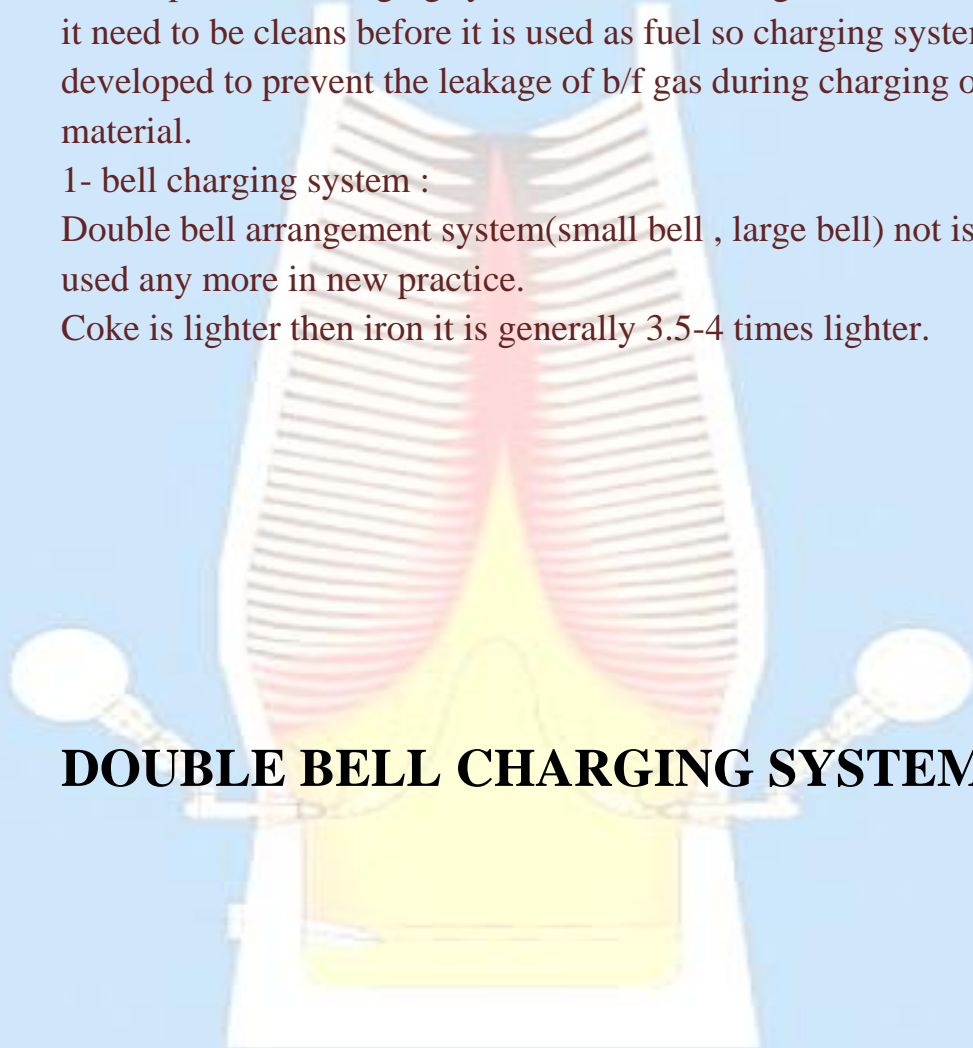 it need to be cleans before it is used as fuel so charging system
developed to prevent the leakage of b/f gas during charging
material.
1- bell charging system :
Double bell arrangement system(small bell , large bell) not is
used any more in new practice.
Coke is lighter then iron it is generally 3.5-4 times lighter.
DOUBLE BELL CHARGING SYSTEM